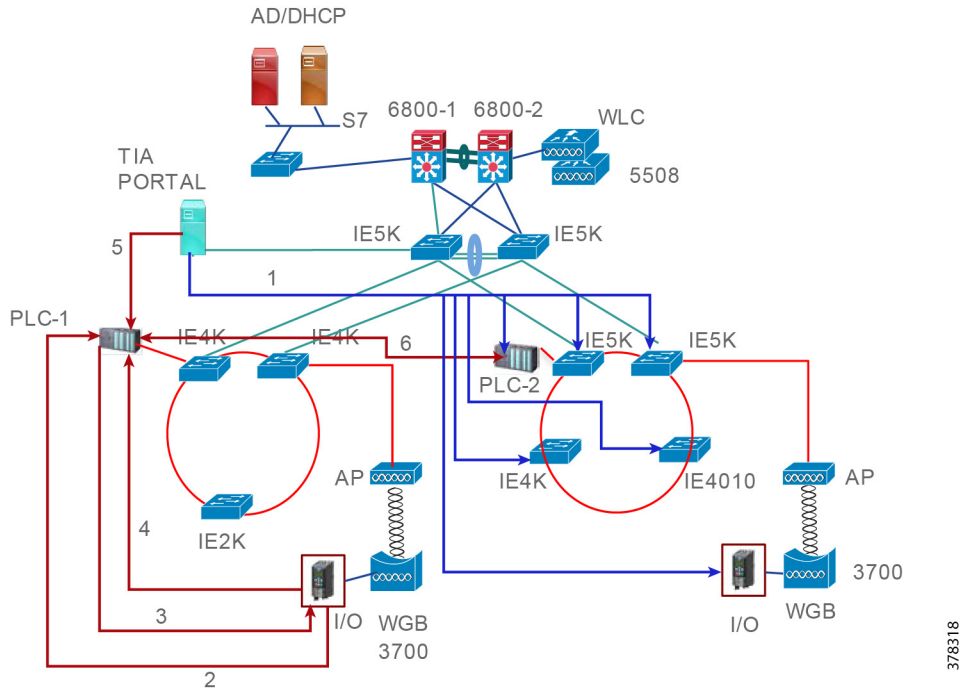 AD/DHCP
6800-1
6800-2
WLC
S7
TIA
PORTAL
5508
IE5K
IE5K
5
1
PLC-1
IE4K
IE4K
6
IE5K
IE5K
PLC-2
AP
IE4K
IE4010
AP
IE2K
4
3
I/O
WGB
3700
3700
I/O
WGB
2
378318